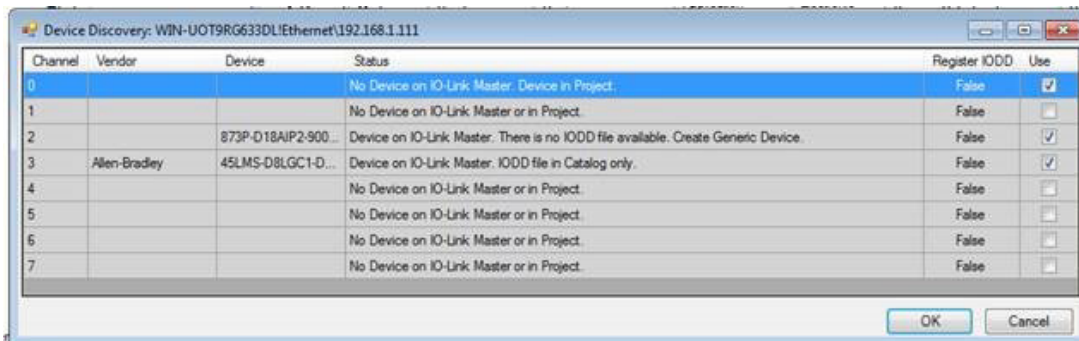 Device Discovery: WIN-UOT9RG633DL!Ethernet\192.168.1.111
Channel Vendor Device Status Register IODD Use
0 No Device on IO-Link Master. Device in Project. False
1 No Device on IO-Link Master or in Project. False
2 873P-D18AIP2-900... Device on IO-Link Master. There is no IODD file available. Create Generic Device. False
3 Allen-Bradley 45LMS-D8LGC1-D... Device on IO-Link Master. IODD file in Catalog only. False
4 No Device on IO-Link Master or in Project. False
5 No Device on IO-Link Master or in Project. False
6 No Device on IO-Link Master or in Project. False
7 No Device on IO-Link Master or in Project. False
OK Cancel